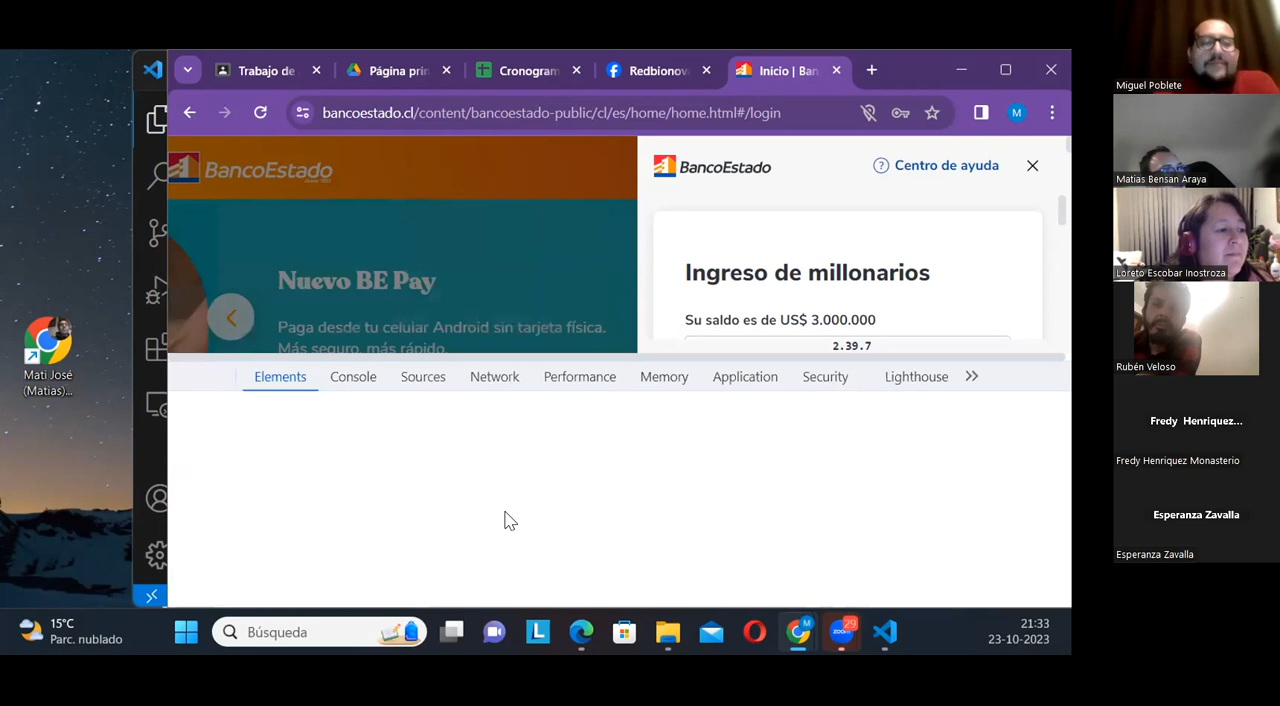 Trabajo de
Página prin
Cronogram
Redbionov
Inicio | Ban
bancoestado.cl/content/bancoestado-public/cl/es/home/home.html#/login
M
BancoEstado
Nuevo BE Pay
Paga desde tu celular Android sin tarjeta física.
Más seguro, más rápido.
BancoEstado
Centro de ayuda
Ingreso de millonarios
Su saldo es de US$ 3.000.000
2.39.7
Elements
Console
Sources
Network
Performance
Memory
Application
Security
Lighthouse
Mati José
(Matias)...
15°C
Parc. nublado
Búsqueda
L
M
29
zoom
21:33
23-10-2023
Miguel Poblete
Matias Bensan Araya
Loreto Escobar Inostroza
Rubén Veloso
Fredy Henriquez...
Fredy Henriquez Monasterio
Esperanza Zavalla
Esperanza Zavalla